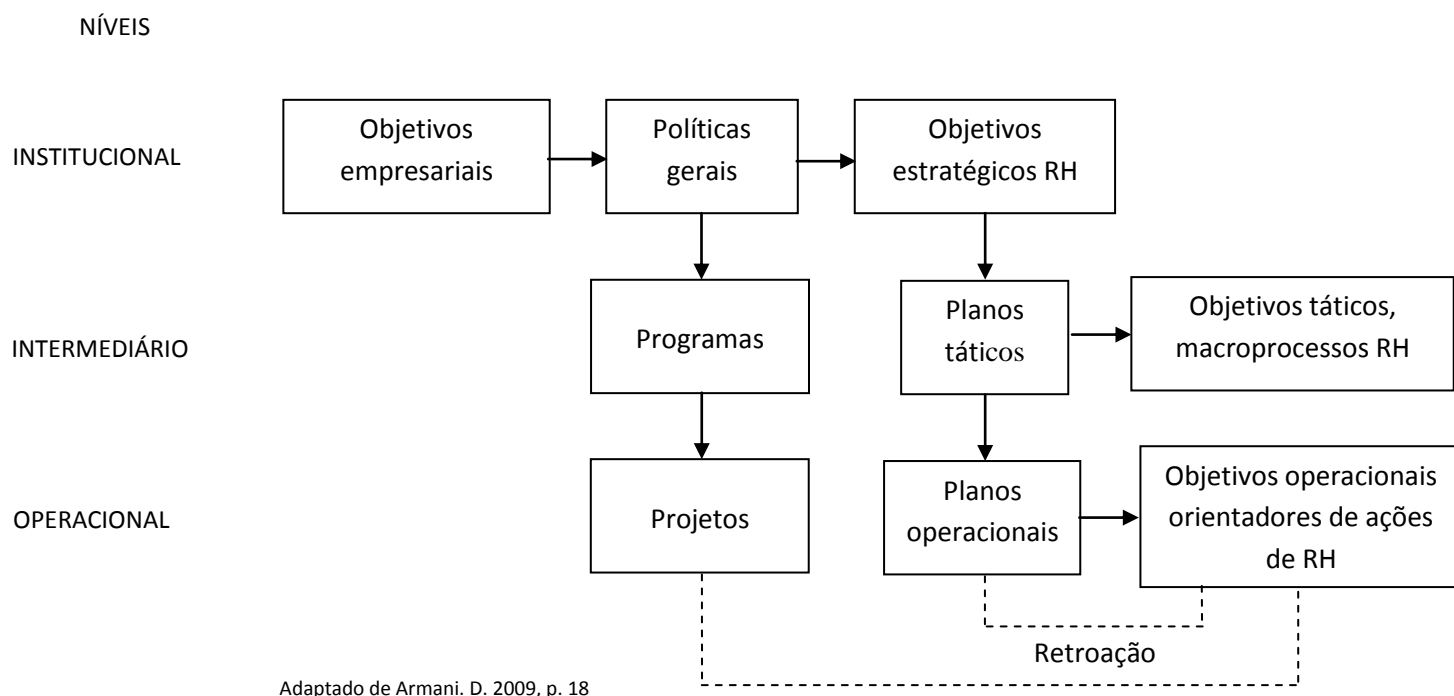 NÍVEIS
INSTITUCIONAL
Objetivos
empresariais
Políticas
gerais
Objetivos
estratégicos RH
INTERMEDIÁRIO
Programas
Planos
táticos
Objetivos táticos,
macroprocessos RH
OPERACIONAL
Projetos
Planos
operacionais
Objetivos operacionais
orientadores de ações
de RH
Retroação
Adaptado de Armani. D. 2009, p. 18